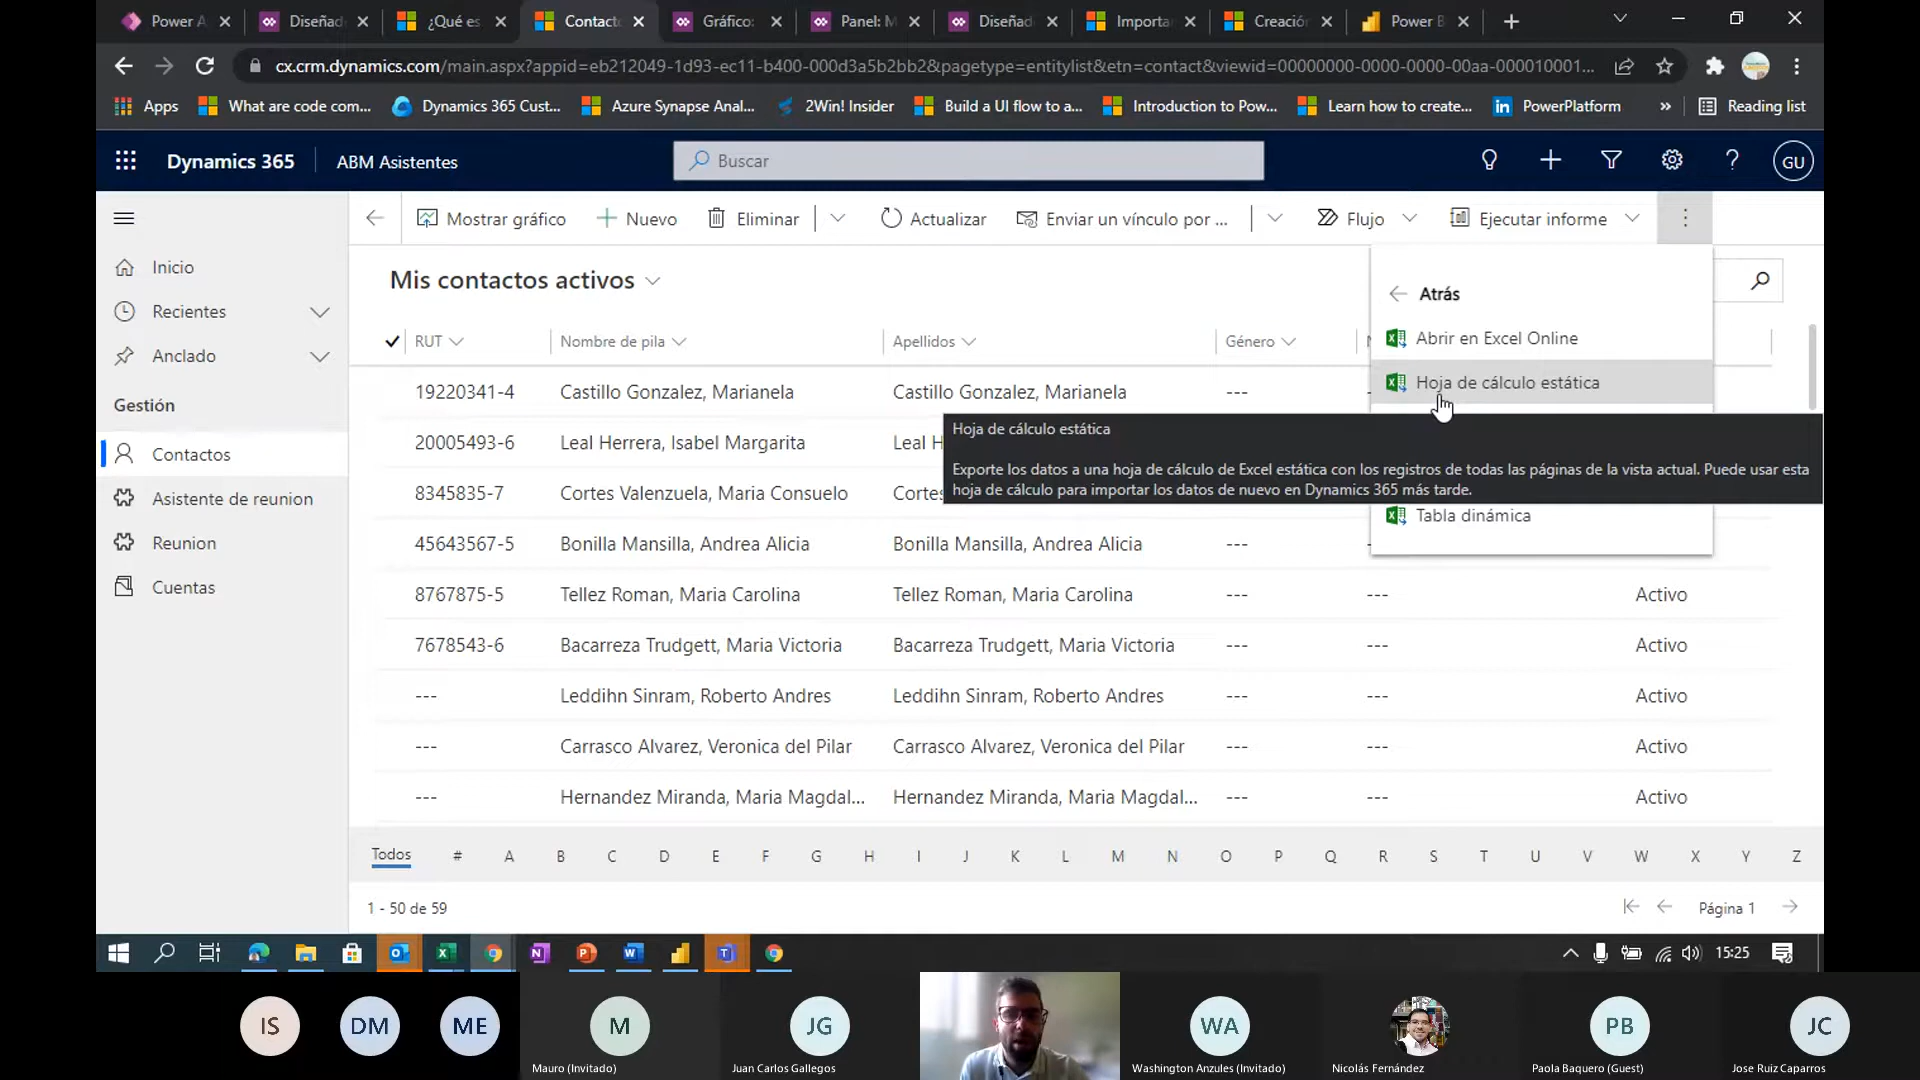 Power A
Diseñad
¿Qué es
Contacto
Gráfico:
Panel: M
Diseñad
Importa
Creación
Power B
cx.crm.dynamics.com/main.aspx?appid=eb212049-1d93-ec11-b400-000d3a5b2bb2&pagetype=entitylist&etn=contact&viewid=00000000-0000-0000-00aa-000010001...
Apps
What are code com...
Dynamics 365 Cust...
Azure Synapse Anal...
2Win! Insider
Build a UI flow to a...
Introduction to Pow...
Learn how to create...
in PowerPlatform
» Reading list
Dynamics 365
ABM Asistentes
Buscar
GU
Mostrar gráfico
Nuevo
Eliminar
Actualizar
Enviar un vínculo por ...
Flujo
Ejecutar informe
Inicio
Recientes
Anclado
Gestión
Contactos
Asistente de reunion
Reunion
Cuentas
Mis contactos activos
Atrás
Abrir en Excel Online
Hoja de cálculo estática
Hoja de cálculo estática
Exporte los datos a una hoja de cálculo de Excel estática con los registros de todas las páginas de la vista actual. Puede usar esta
hoja de cálculo para importar los datos de nuevo en Dynamics 365 más tarde.
Tabla dinámica
RUT Nombre de pila Apellidos Género
19220341-4 Castillo Gonzalez, Marianela Castillo Gonzalez, Marianela ---
20005493-6 Leal Herrera, Isabel Margarita Leal H
8345835-7 Cortes Valenzuela, Maria Consuelo Corte
45643567-5 Bonilla Mansilla, Andrea Alicia Bonilla Mansilla, Andrea Alicia ---
8767875-5 Tellez Roman, Maria Carolina Tellez Roman, Maria Carolina --- --- Activo
7678543-6 Bacarreza Trudgett, Maria Victoria Bacarreza Trudgett, Maria Victoria --- --- Activo
--- Leddihn Sinram, Roberto Andres Leddihn Sinram, Roberto Andres --- --- Activo
--- Carrasco Alvarez, Veronica del Pilar Carrasco Alvarez, Veronica del Pilar --- --- Activo
--- Hernandez Miranda, Maria Magdal... Hernandez Miranda, Maria Magdal... --- --- Activo
Todos # A B C D E F G H I J K L M N O P Q R S T U V W X Y Z
1 - 50 de 59
Página 1
15:25
IS
DM
ME
M
Mauro (Invitado)
JG
Juan Carlos Gallegos
WA
Washington Anzules (Invitado)
Nicolás Fernández
PB
Paola Baquero (Guest)
JC
Jose Ruiz Caparros